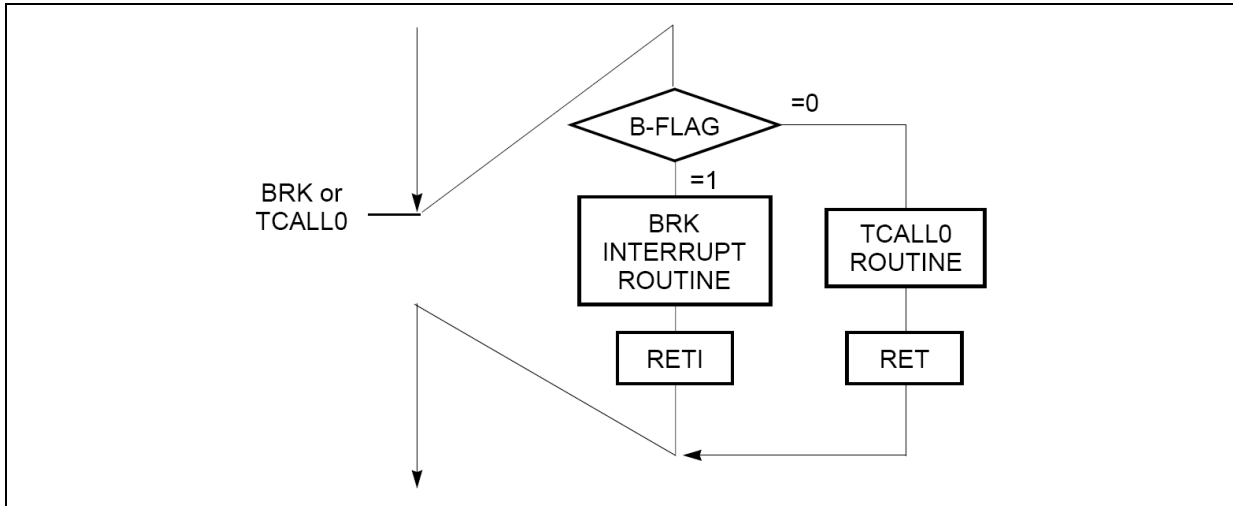 B-FLAG
=0
=1
BRK or
TCALL0
BRK
INTERRUPT
ROUTINE
TCALL0
ROUTINE
RETI
RET